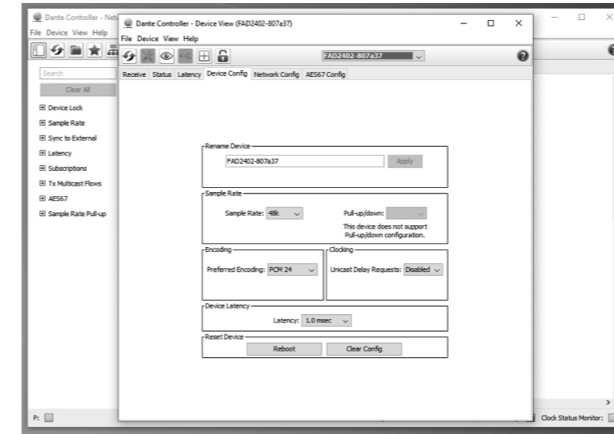 Dante Controller - Net
File Device View Help
Search
Clear All
Device Lock
Sample Rate
Sync to External
Latency
Subscriptions
Tx Multicast Flows
AES67
Sample Rate Pull-up
P:
Dante Controller - Device View (FAD2402-807a37)
File Device View Help
FAD2402-807a37
Receive Status Latency Device Config Network Config AES67 Config
Rename Device
FAD2402-807a37 Apply
Sample Rate
Sample Rate: 48k Pull-up/down:
This device does not support
Pull-up/down configuration.
Encoding Clocking
Preferred Encoding: PCM 24 Unicast Delay Requests: Disabled
Device Latency
Latency: 1.0 msec
Reset Device
Reboot Clear Config
Clock Status Monitor: